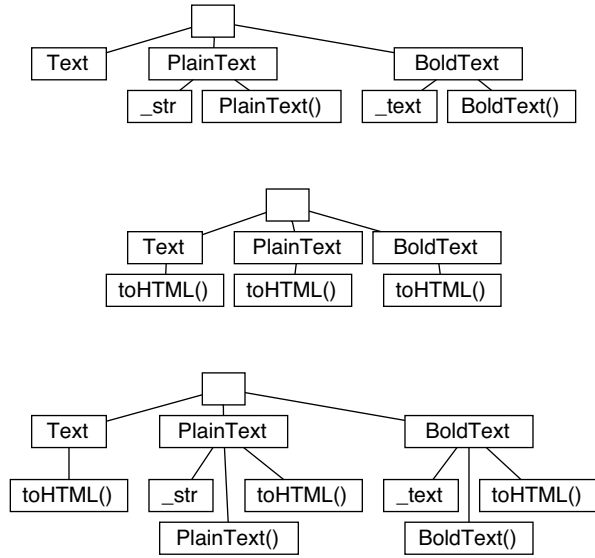 Text PlainText BoldText
_str PlainText() _text BoldText()
Text PlainText BoldText
toHTML() toHTML() toHTML()
Text PlainText BoldText
toHTML() _str toHTML() _text toHTML()
PlainText() BoldText()